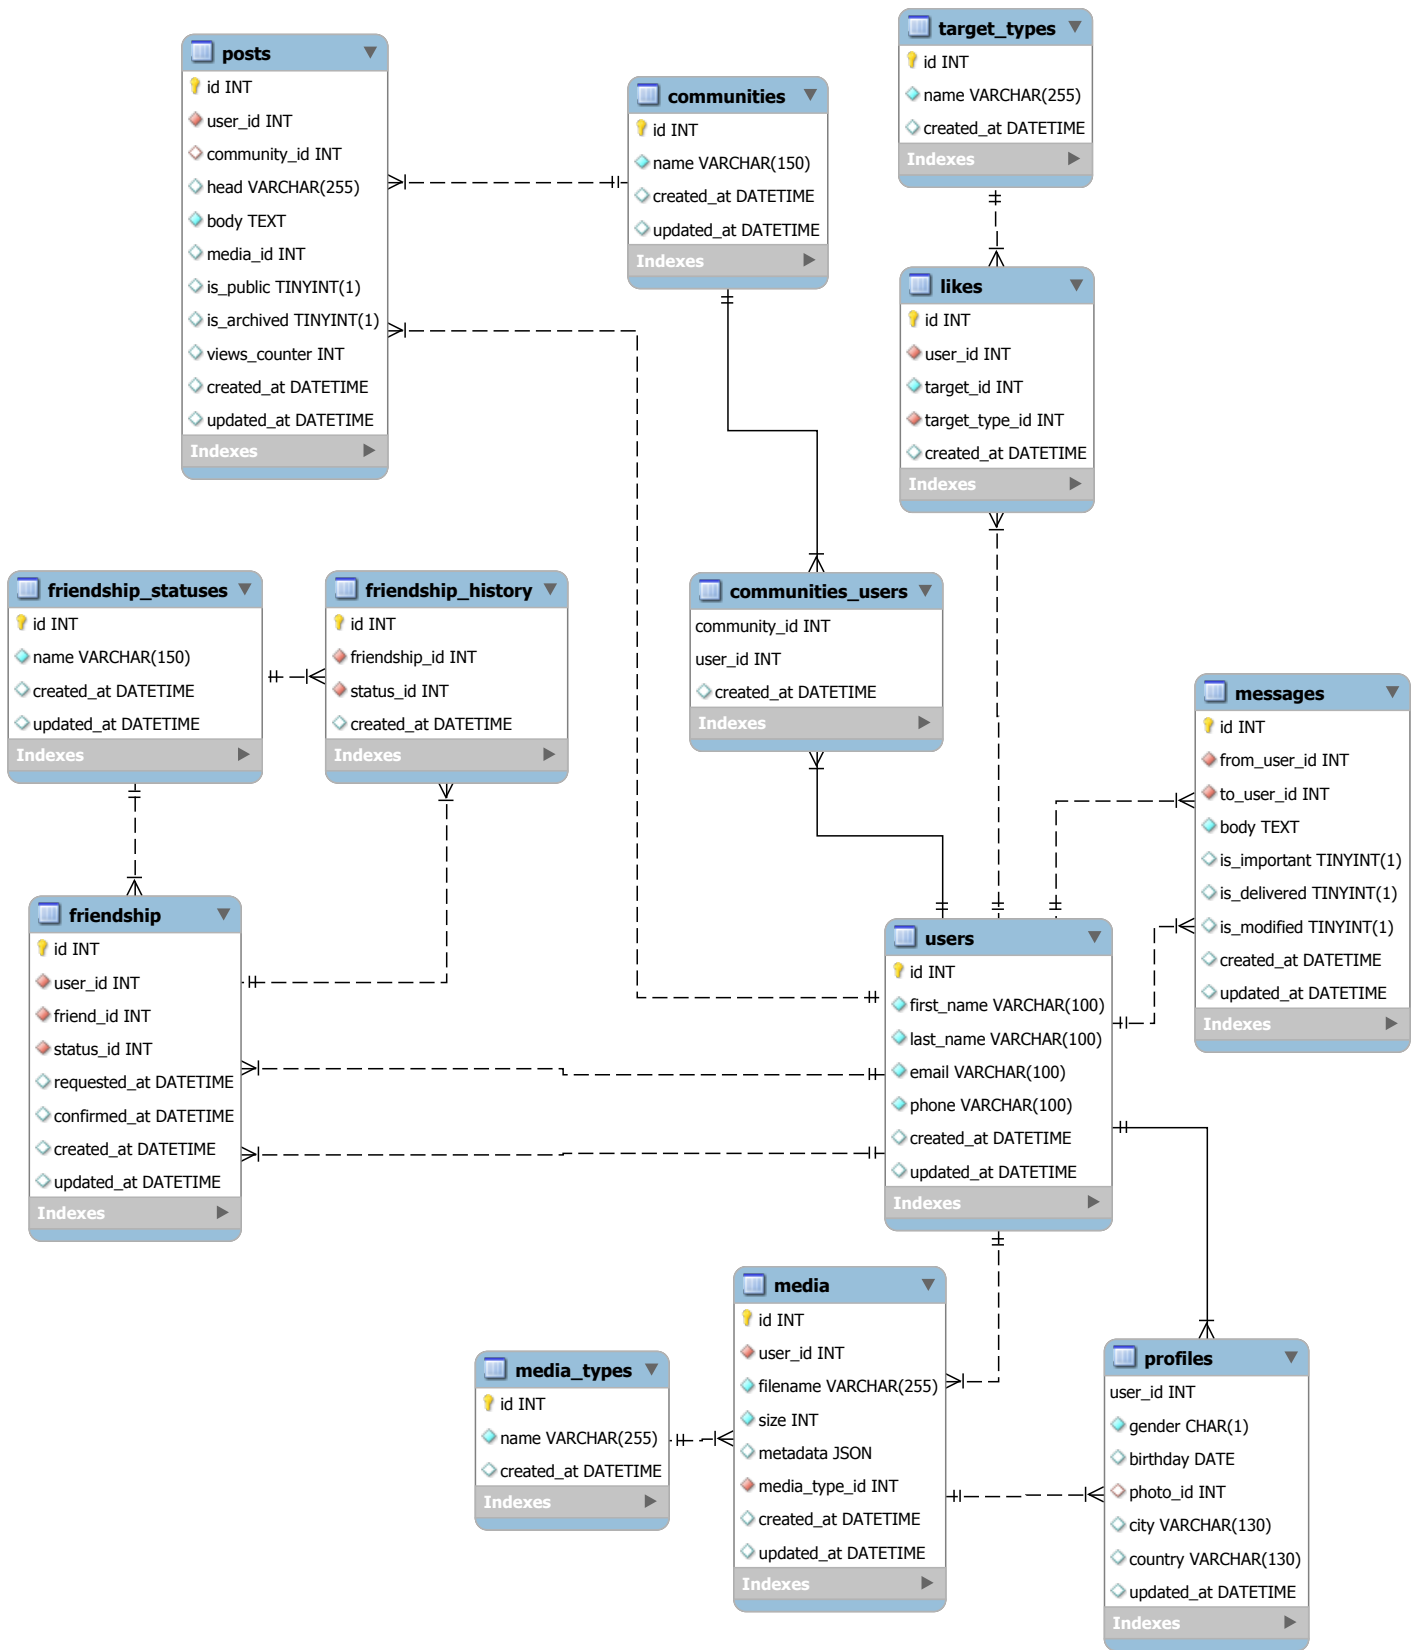 posts
id INT
user_id INT
community_id INT
head VARCHAR(255)
body TEXT
media_id INT
is_public TINYINT(1)
is_archived TINYINT(1)
views_counter INT
created_at DATETIME
updated_at DATETIME
Indexes
communities
id INT
name VARCHAR(150)
created_at DATETIME
updated_at DATETIME
Indexes
target_types
id INT
name VARCHAR(255)
created_at DATETIME
Indexes
likes
id INT
user_id INT
target_id INT
target_type_id INT
created_at DATETIME
Indexes
friendship_statuses
id INT
name VARCHAR(150)
created_at DATETIME
updated_at DATETIME
Indexes
friendship_history
id INT
friendship_id INT
status_id INT
created_at DATETIME
Indexes
communities_users
community_id INT
user_id INT
created_at DATETIME
Indexes
messages
id INT
from_user_id INT
to_user_id INT
body TEXT
is_important TINYINT(1)
is_delivered TINYINT(1)
is_modified TINYINT(1)
created_at DATETIME
updated_at DATETIME
Indexes
friendship
id INT
user_id INT
friend_id INT
status_id INT
requested_at DATETIME
confirmed_at DATETIME
created_at DATETIME
updated_at DATETIME
Indexes
users
id INT
first_name VARCHAR(100)
last_name VARCHAR(100)
email VARCHAR(100)
phone VARCHAR(100)
created_at DATETIME
updated_at DATETIME
Indexes
media_types
id INT
name VARCHAR(255)
created_at DATETIME
Indexes
media
id INT
user_id INT
filename VARCHAR(255)
size INT
metadata JSON
media_type_id INT
created_at DATETIME
updated_at DATETIME
Indexes
profiles
user_id INT
gender CHAR(1)
birthday DATE
photo_id INT
city VARCHAR(130)
country VARCHAR(130)
updated_at DATETIME
Indexes